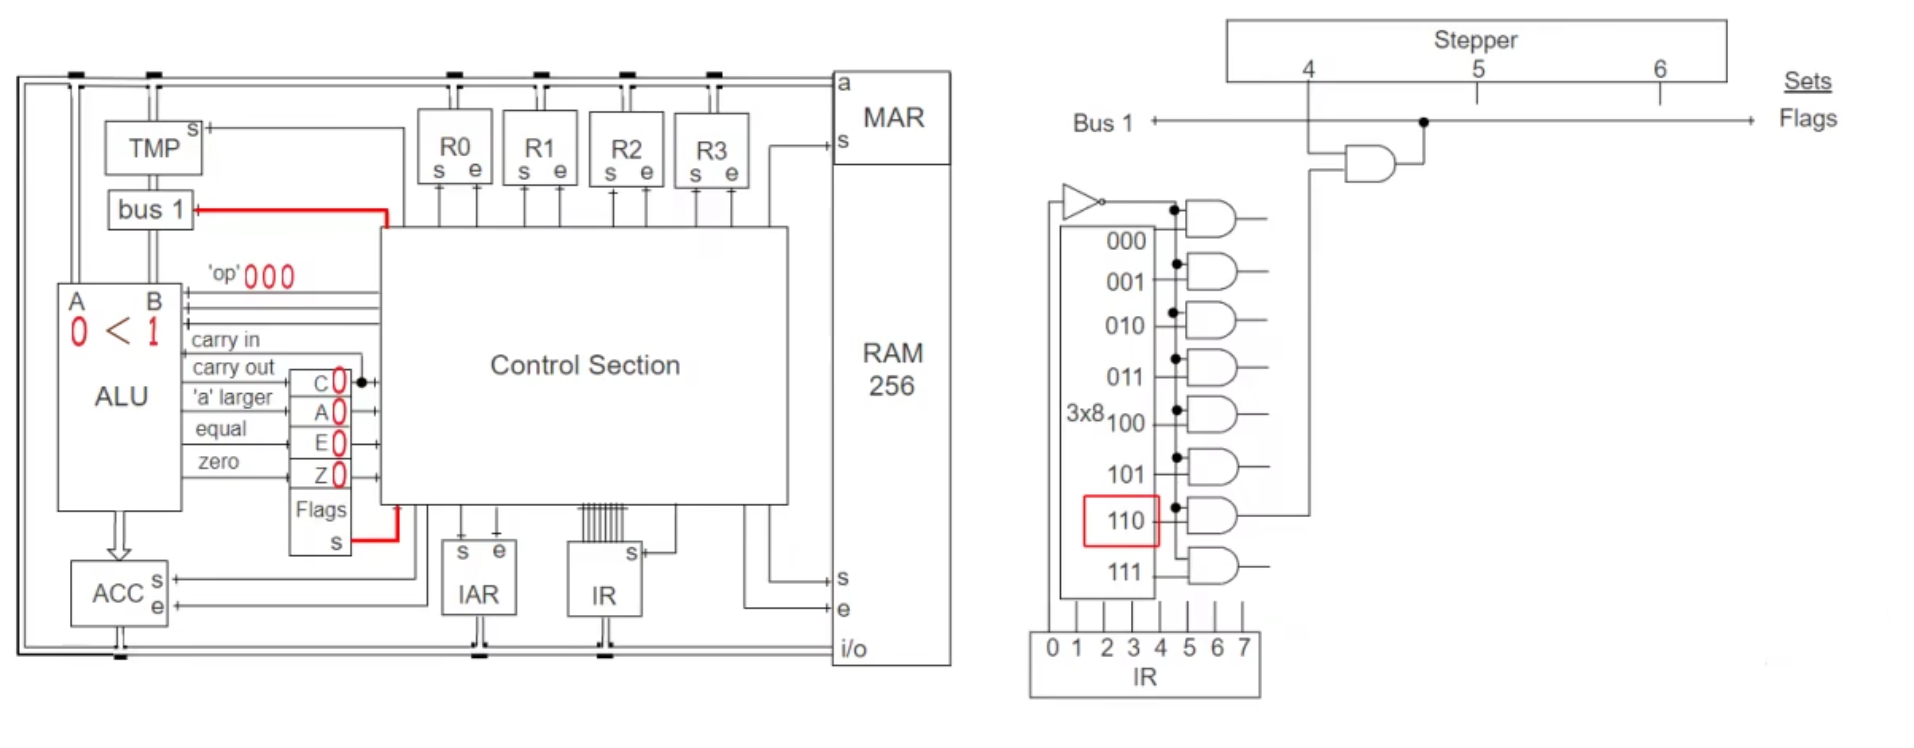 a
MAR
s
TMP
s
R0
s e
R1
s e
R2
s e
R3
s e
bus 1
'op' 000
A B
0 < 1
carry in
carry out
'a' larger
equal
zero
ALU
C 0
A 0
E 0
Z 0
Flags
s
Control Section
RAM
256
ACC
s
e
s e
IAR
s
IR
s
e
i/o
Stepper
4 5 6
Sets
Bus 1
Flags
000
001
010
011
3x8
100
101
110
111
0 1 2 3 4 5 6 7
IR